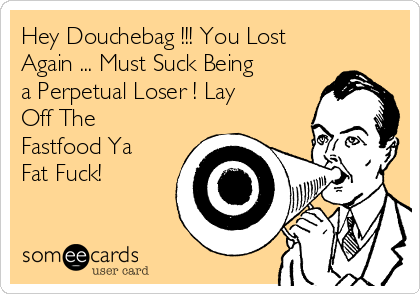 Hey Douchebag !!! You Lost
Again ... Must Suck Being
a Perpetual Loser ! Lay
Off The
Fastfood Ya
Fat Fuck!
someecards
user card